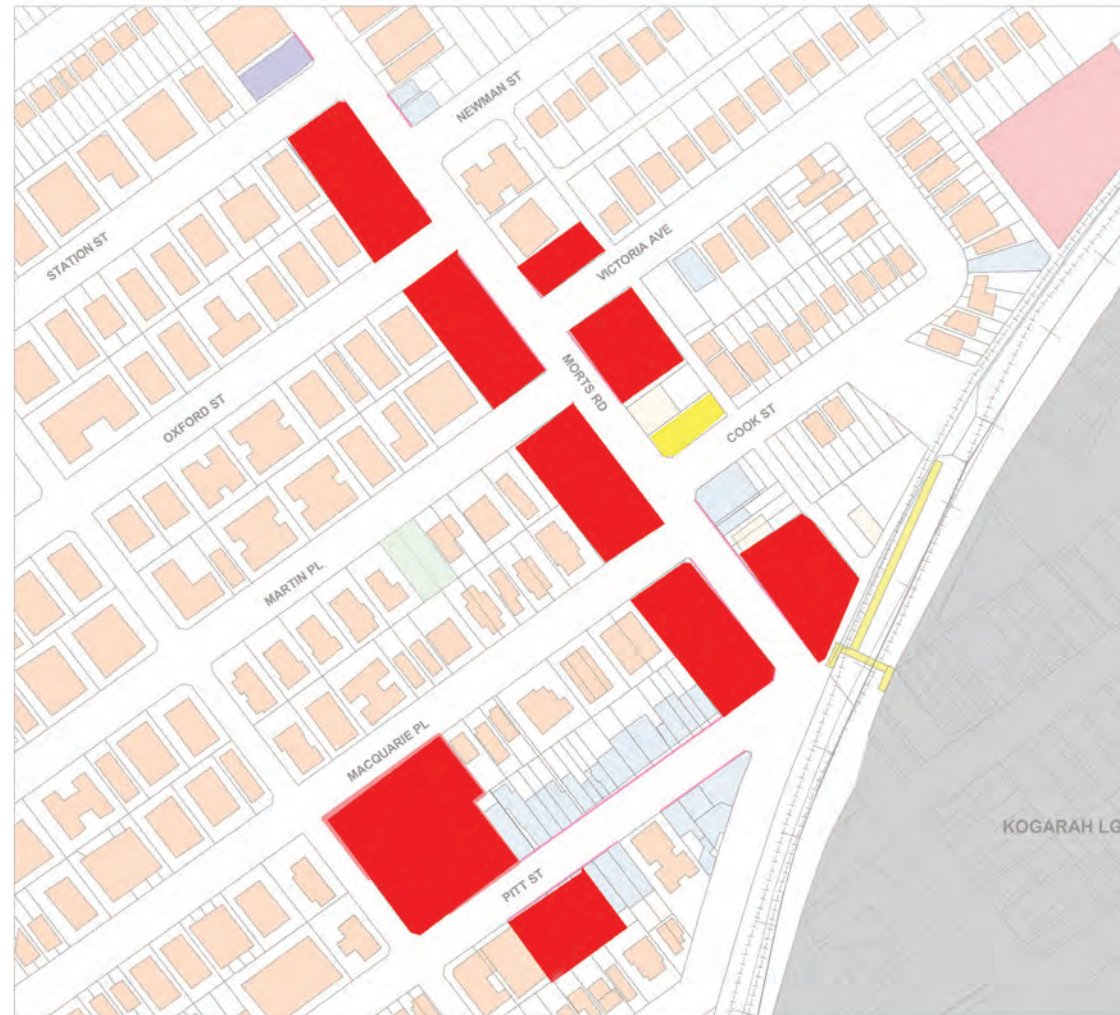 NEWMAN ST
STATION ST
VICTORIA AVE
MORTS RD
OXFORD ST
COOK ST
MARTIN PL
MACQUARIE PL
KOGARAH LG
PITT ST